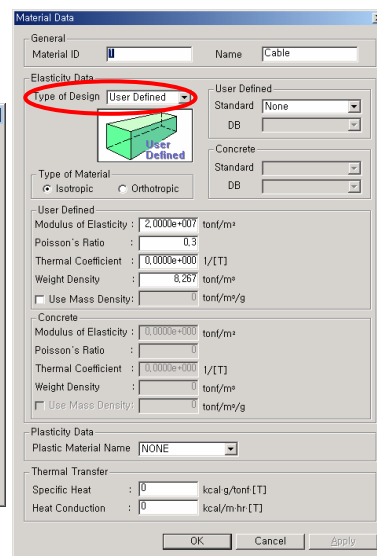 Material Data
General
Material ID 1 Name Cable
Elasticity Data
Type of Design User Defined
User Defined
User Defined
Standard None
DB
Concrete
Standard
DB
Type of Material
Isotropic Orthotropic
User Defined
Modulus of Elasticity : 2,0000e+007 tonf/m²
Poisson's Ratio : 0,3
Thermal Coefficient : 0,0000e+000 1/[T]
Weight Density : 8,267 tonf/m³
Use Mass Density: 0 tonf/m³/g
Concrete
Modulus of Elasticity : 0,0000e+000 tonf/m²
Poisson's Ratio : 0
Thermal Coefficient : 0,0000e+000 1/[T]
Weight Density : 0 tonf/m³
Use Mass Density: 0 tonf/m³/g
Plasticity Data
Plastic Material Name NONE
Thermal Transfer
Specific Heat : 0 kcal·g/tonf·[T]
Heat Conduction : 0 kcal/m·hr·[T]
OK Cancel Apply